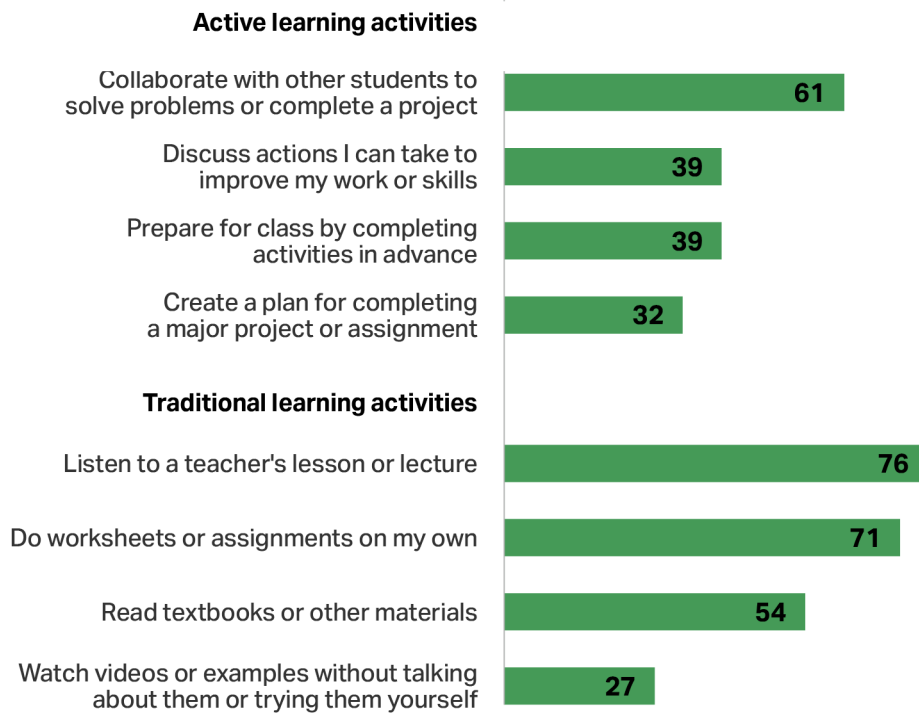 Active learning activities
Collaborate with other students to
solve problems or complete a project
61
Discuss actions I can take to
improve my work or skills
39
Prepare for class by completing
activities in advance
39
Create a plan for completing
a major project or assignment
32
Traditional learning activities
Listen to a teacher's lesson or lecture
76
Do worksheets or assignments on my own
71
Read textbooks or other materials
54
Watch videos or examples without talking
about them or trying them yourself
27